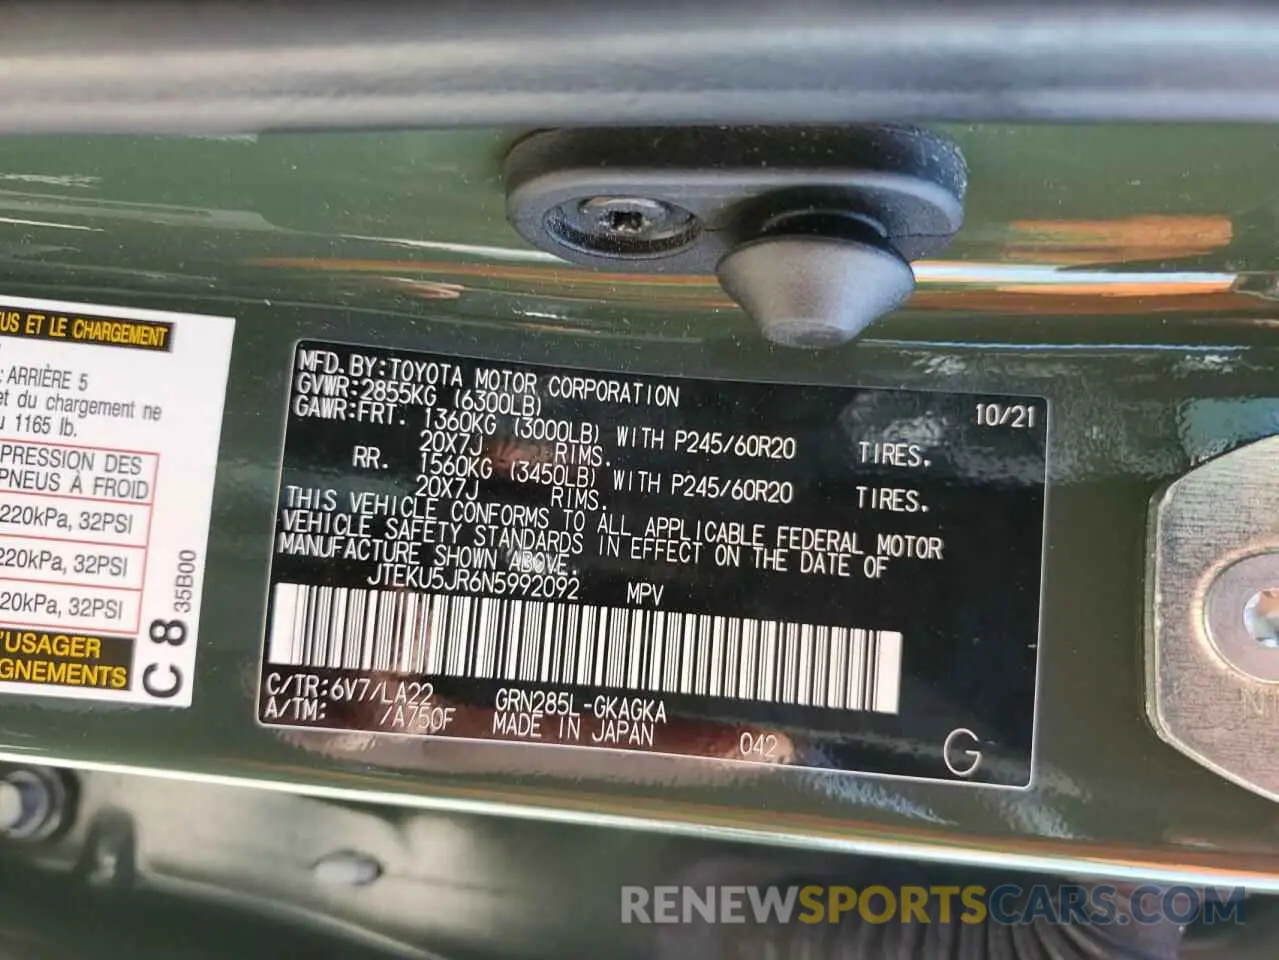 TUS ET LE CHARGEMENT
: ARRIÈRE 5
et du chargement ne
1165 lb.
PRESSION DES
PNEUS À FROID
220kPa, 32PSI
220kPa, 32PSI
20kPa, 32PSI
'USAGER
GNEMENTS
C 8
35B00
MFD. BY:TOYOTA MOTOR CORPORATION 10/21
GVWR:2855KG (6300LB)
GAWR:FRT. 1360KG (3000LB) WITH P245/60R20 TIRES.
20X7J RIMS.
RR. 1560KG (3450LB) WITH P245/60R20 TIRES.
20X7J RIMS.
THIS VEHICLE CONFORMS TO ALL APPLICABLE FEDERAL MOTOR
VEHICLE SAFETY STANDARDS IN EFFECT ON THE DATE OF
MANUFACTURE SHOWN ABOVE.
JTEKU5JR6N5992092 MPV
C/TR:6V7/LA22 GRN285L-GKAGKA
A/TM: /A750F MADE IN JAPAN 042
G
RENEWSPORTSCARS.COM